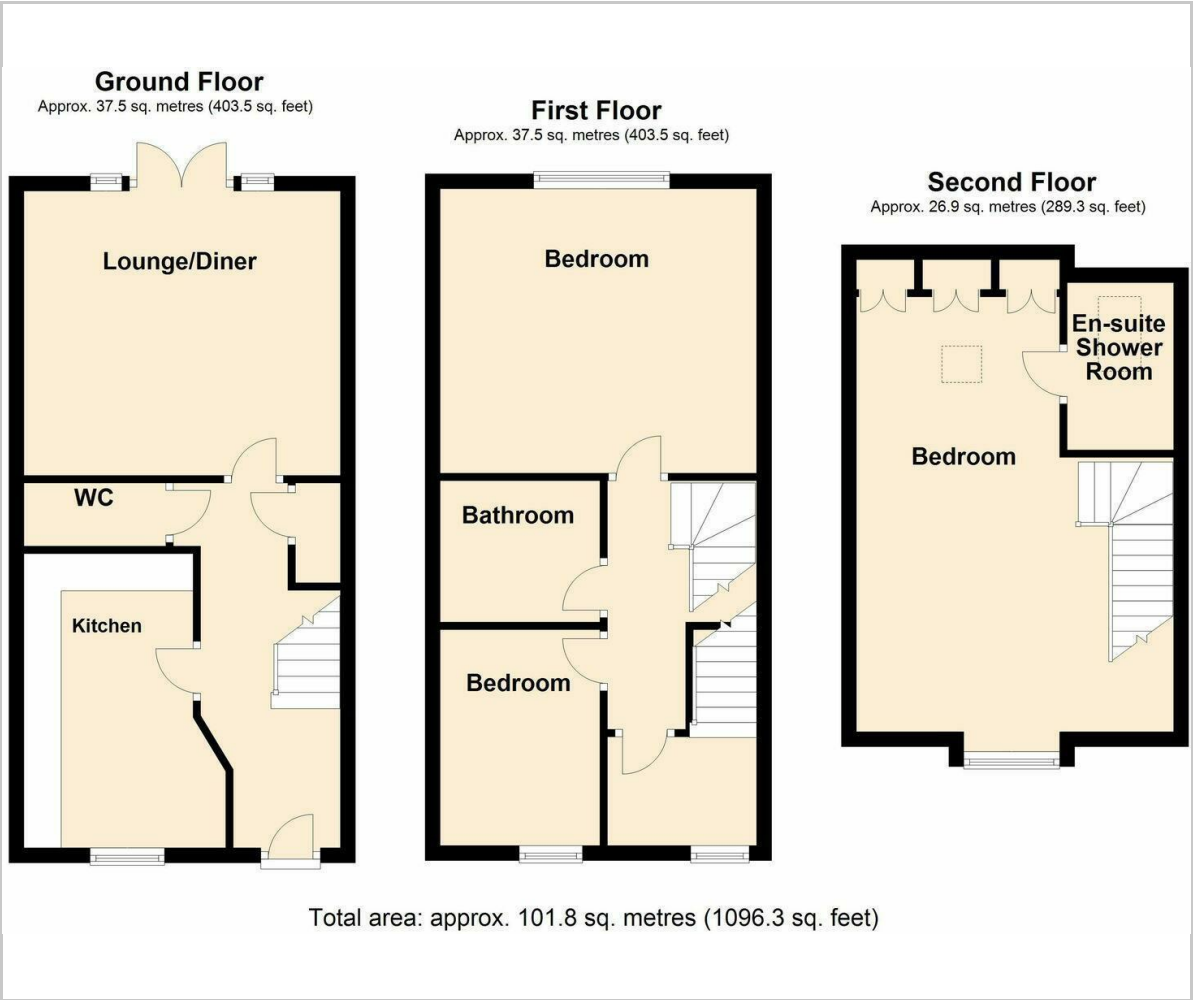 Ground Floor
Approx. 37.5 sq. metres (403.5 sq. feet)
Lounge/Diner
WC
Kitchen
First Floor
Approx. 37.5 sq. metres (403.5 sq. feet)
Bedroom
Bathroom
Bedroom
Second Floor
Approx. 26.9 sq. metres (289.3 sq. feet)
En-suite
Shower
Room
Bedroom
Total area: approx. 101.8 sq. metres (1096.3 sq. feet)